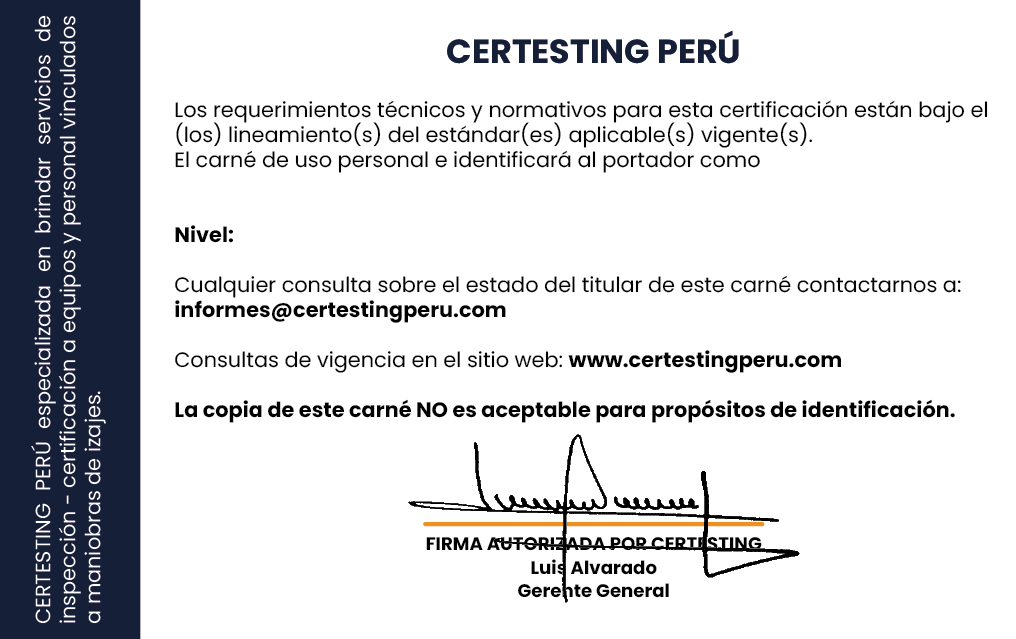 CERTESTING PERÚ especializada en brindar servicios de
inspección - certificación a equipos y personal vinculados
a maniobras de izajes.
CERTESTING PERÚ
Los requerimientos técnicos y normativos para esta certificación están bajo el
(los) lineamiento(s) del estándar(es) aplicable(s) vigente(s).
El carné de uso personal e identificará al portador como
Nivel:
Cualquier consulta sobre el estado del titular de este carné contactarnos a:
informes@certestingperu.com
Consultas de vigencia en el sitio web: www.certestingperu.com
La copia de este carné NO es aceptable para propósitos de identificación.
FIRMA AUTORIZADA POR CERTESTING
Luis Alvarado
Gerente General